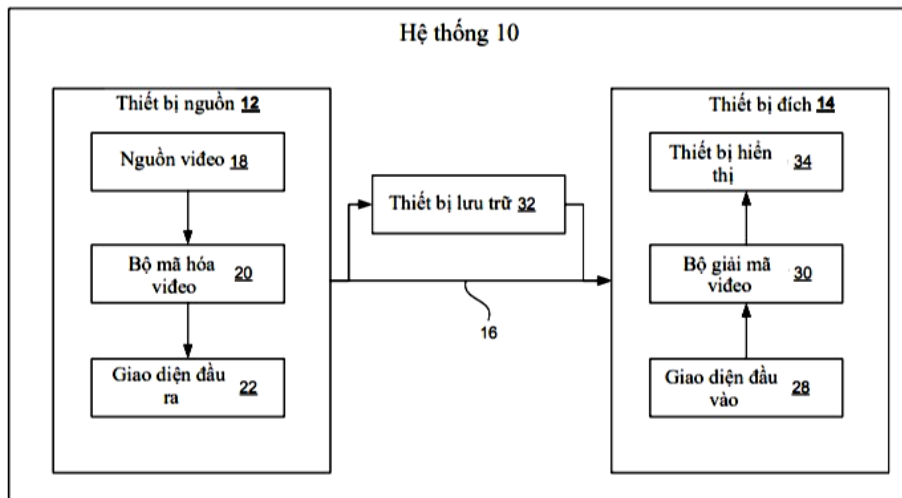 Hệ thống 10
Thiết bị nguồn 12
Nguồn video 18
Bộ mã hóa
video 20
Giao diện đầu
ra 22
Thiết bị lưu trữ 32
16
Thiết bị đích 14
Thiết bị hiển
thị 34
Bộ giải mã
video 30
Giao diện đầu
vào 28